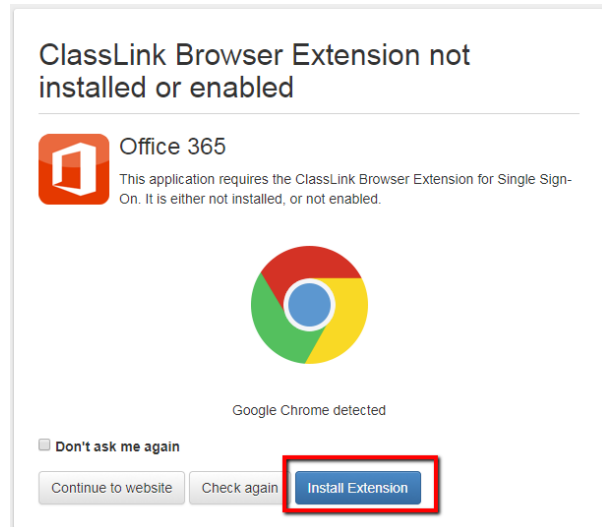 ClassLink Browser Extension not
installed or enabled
Office 365
This application requires the ClassLink Browser Extension for Single Sign-
On. It is either not installed, or not enabled.
Google Chrome detected
Don't ask me again
Continue to website Check again Install Extension